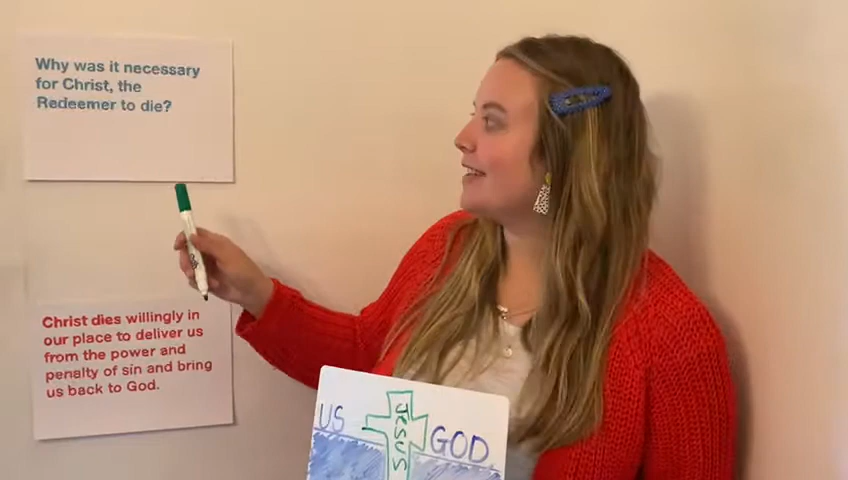 Why was it necessary
for Christ, the
Redeemer to die?
Christ dies willingly in
our place to deliver us
from the power and
penalty of sin and bring
us back to God.
US
JESUS
GOD